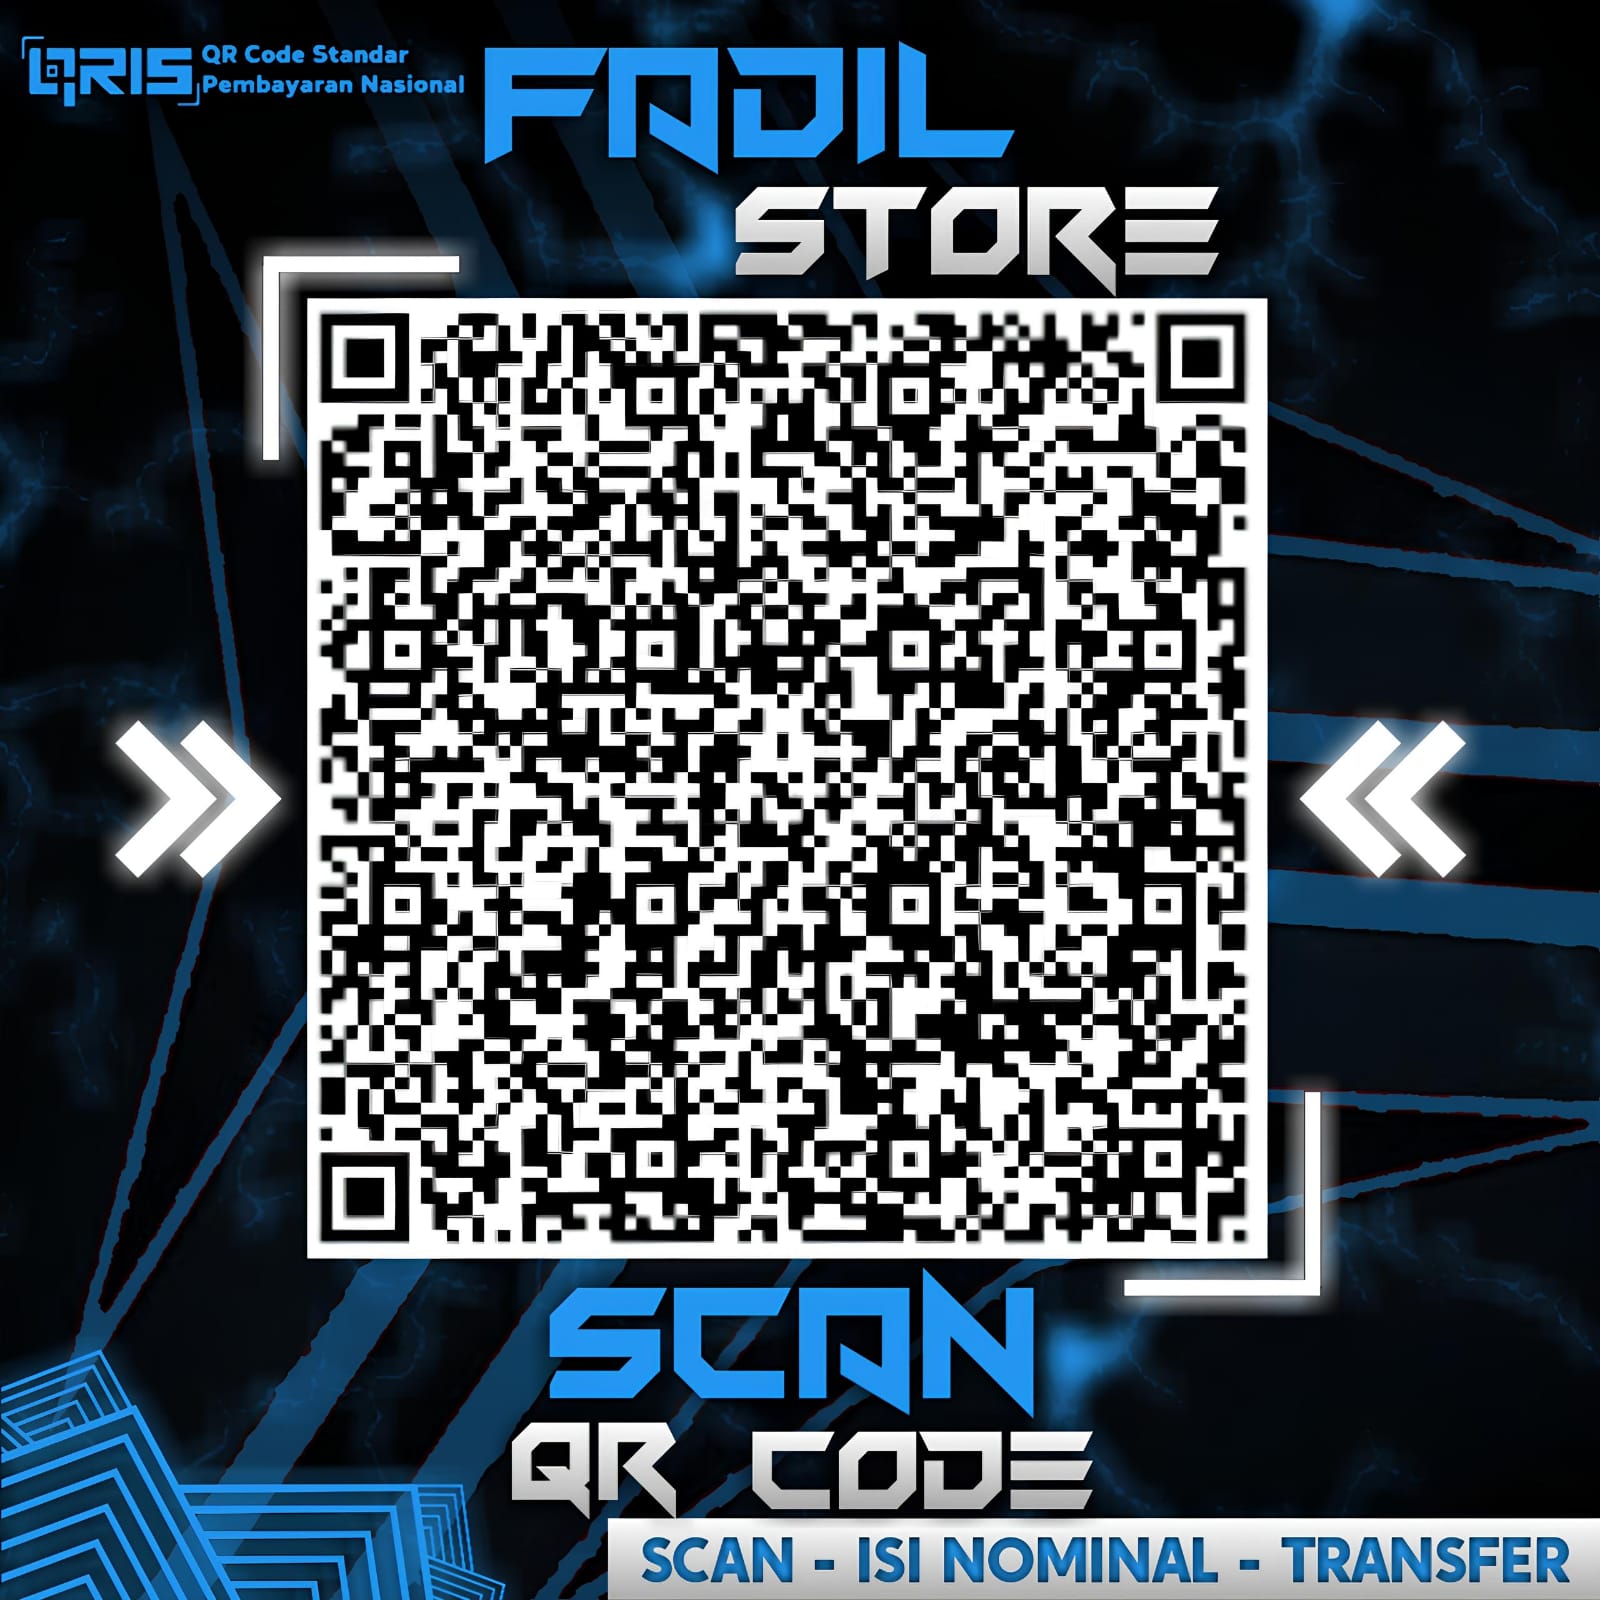 QRIS
QR Code Standar
Pembayaran Nasional
FADIL
STORE
SCAN
QR CODE
SCAN - ISI NOMINAL - TRANSFER